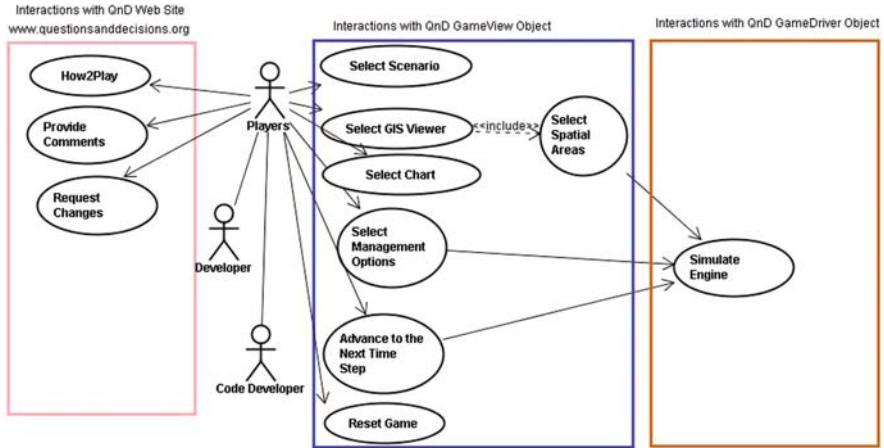 Interactions with QnD Web Site
www.questionsanddecisions.org
Interactions with QnD GameView Object
Interactions with QnD GameDriver Object
How2Play
Provide
Comments
Request
Changes
Players
Developer
Code Developer
Select Scenario
Select GIS Viewer
<<include>>
Select
Spatial
Areas
Select Chart
Select
Management
Options
Advance to the
Next Time
Step
Reset Game
Simulate
Engine